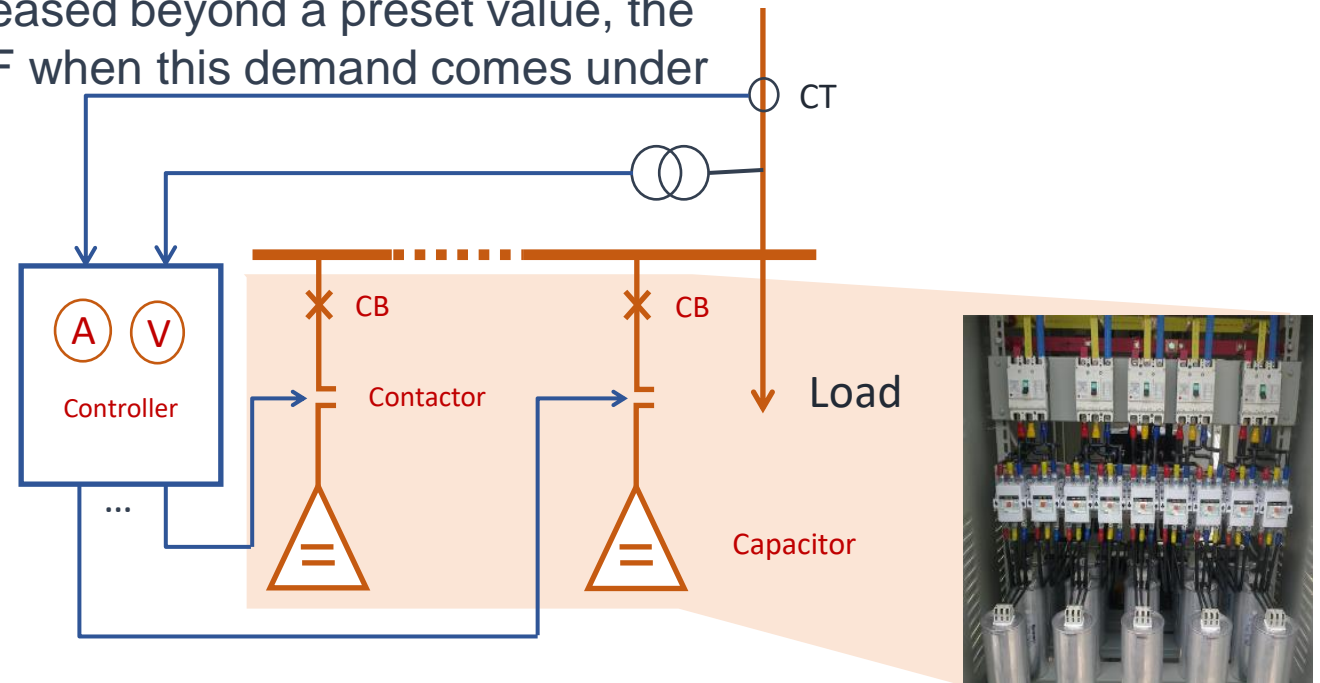 eased beyond a preset value, the
F when this demand comes under
CT
CB
CB
A V
Controller
Contactor
Load
...
Capacitor